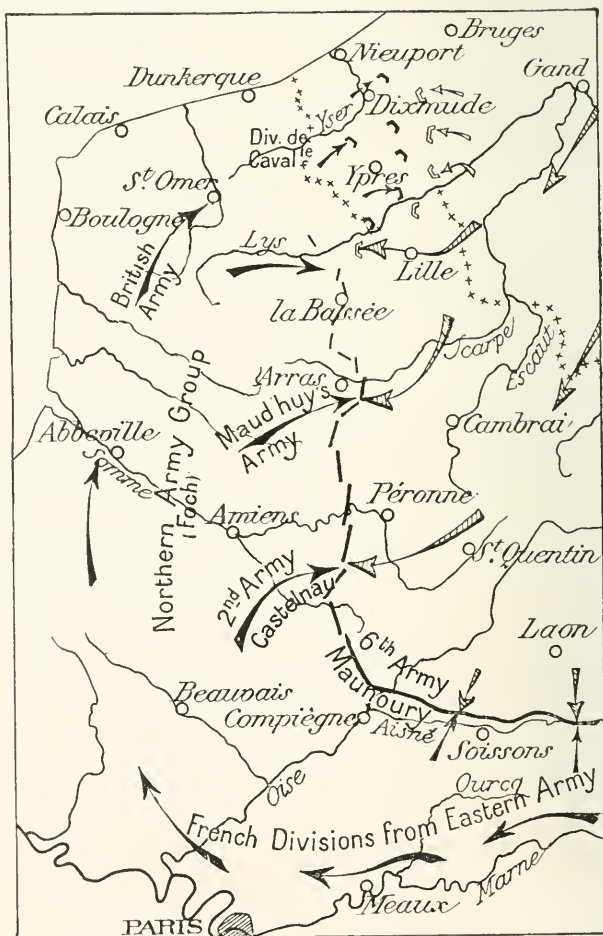 Bruges
Nieuport
Gand
Dunkerque
Dixmude
Yser
Calais
Div. de
Caval
Ypres
St. Omer
Boulogne
Lys
Lille
British
Army
la Bassée
Scarpe
Escaut
Arras
Maud'huy's
Army
Cambrai
Abbeville
Somme
Northern Army Group
(Foch)
Péronne
Amiens
St. Quentin
2nd Army
Castelnau
6th Army
Maunoury
Laon
Beauvais
Compiègne
Aisne
Soissons
Oise
Ourcq
French Divisions from Eastern Army
Marne
Meaux
PARIS